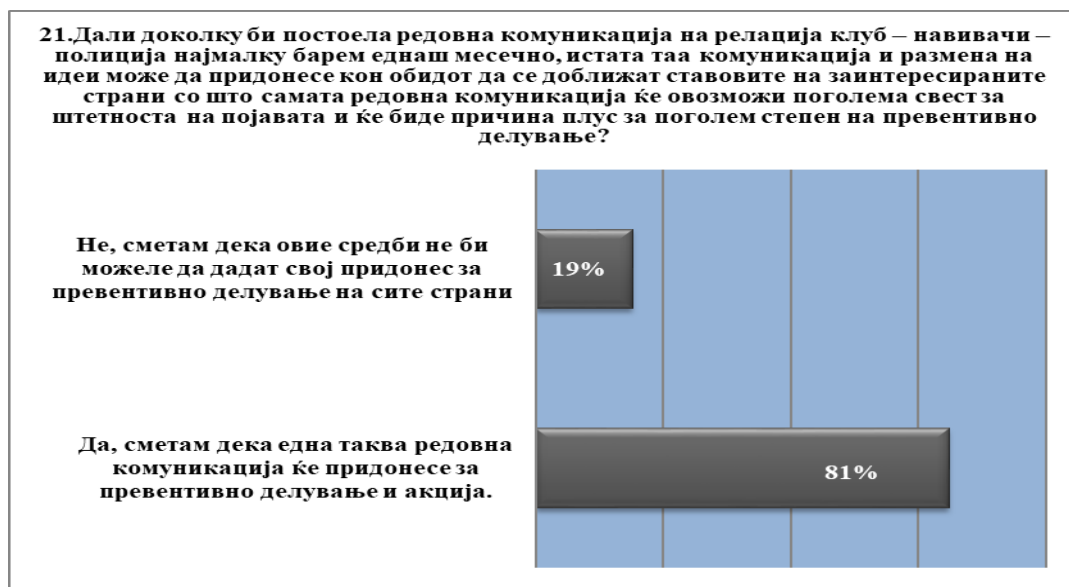 21.Дали доколку би постоела редовна комуникација на релација клуб – навивачи –
полиција најмалку барем еднаш месечно, истата таа комуникација и размена на
идеи може да придонесе кон обидот да се доближат ставовите на заинтересираните
страни со што самата редовна комуникација ќе овозможи поголема свест за
штетноста на појавата и ќе биде причина плус за поголем степен на превентивно
делување?
Не, сметам дека овие средби не би
можеле да дадат свој придонес за
превентивно делување на сите страни
19%
Да, сметам дека една таква редовна
комуникација ќе придонесе за
превентивно делување и акција.
81%